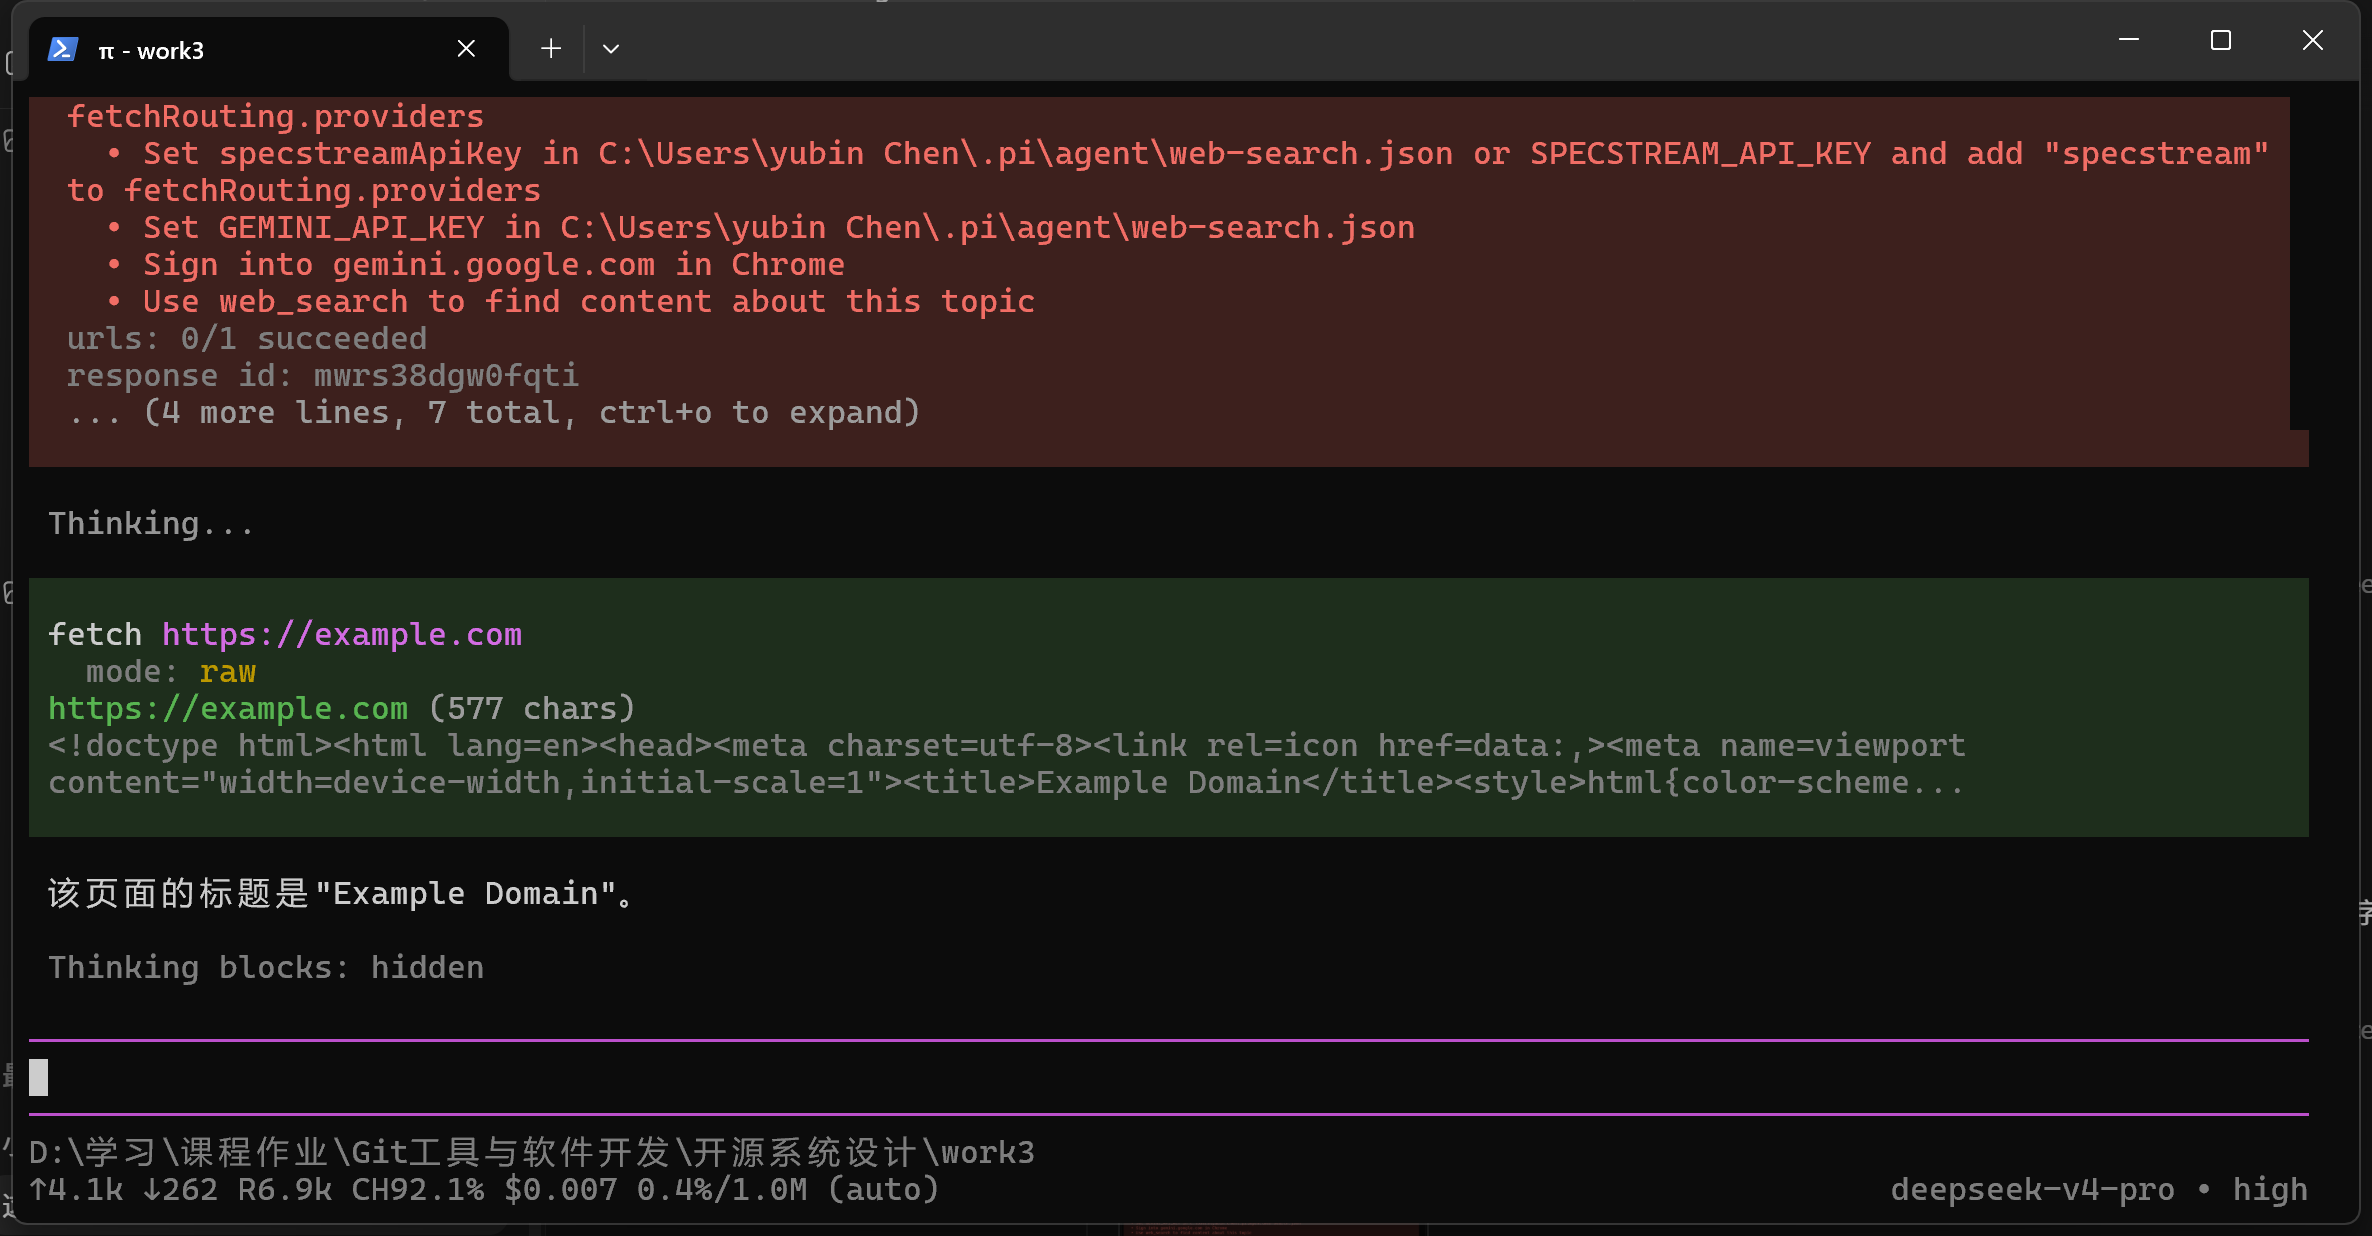 π - work3
fetchRouting.providers
• Set specstreamApiKey in C:\Users\yubin Chen\.pi\agent\web-search.json or SPECSTREAM_API_KEY and add "specstream"
to fetchRouting.providers
• Set GEMINI_API_KEY in C:\Users\yubin Chen\.pi\agent\web-search.json
• Sign into gemini.google.com in Chrome
• Use web_search to find content about this topic
urls: 0/1 succeeded
response id: mwrs38dgw0fqti
... (4 more lines, 7 total, ctrl+o to expand)
Thinking...
fetch https://example.com
mode: raw
https://example.com (577 chars)
<!doctype html><html lang=en><head><meta charset=utf-8><link rel=icon href=data:,><meta name=viewport
content="width=device-width,initial-scale=1"><title>Example Domain</title><style>html{color-scheme...
该页面的标题是"Example Domain"。
Thinking blocks: hidden
D:\学习\课程作业\Git工具与软件开发\开源系统设计\work3
↑4.1k ↓262 R6.9k CH92.1% $0.007 0.4%/1.0M (auto)
deepseek-v4-pro • high